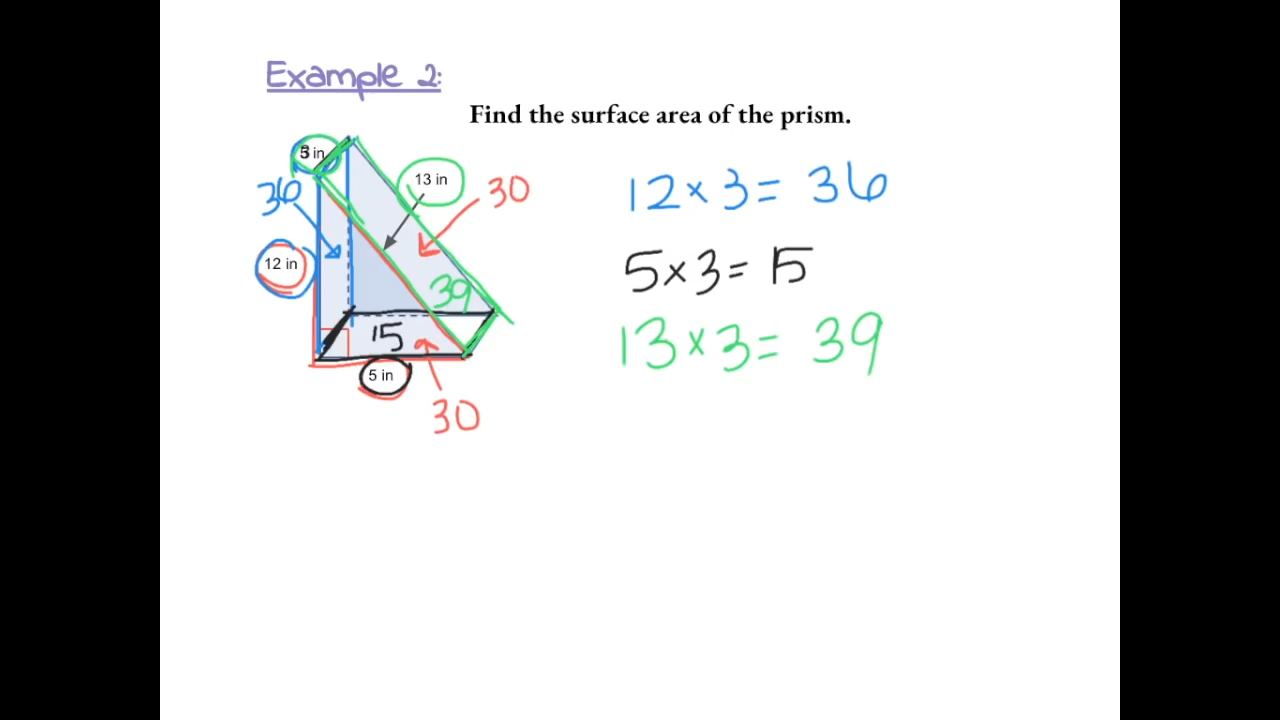 Example 2:
Find the surface area of the prism.
3 in
13 in
30
36
12 in
39
15
5 in
30
12 × 3 = 36
5 × 3 = 15
13 × 3 = 39